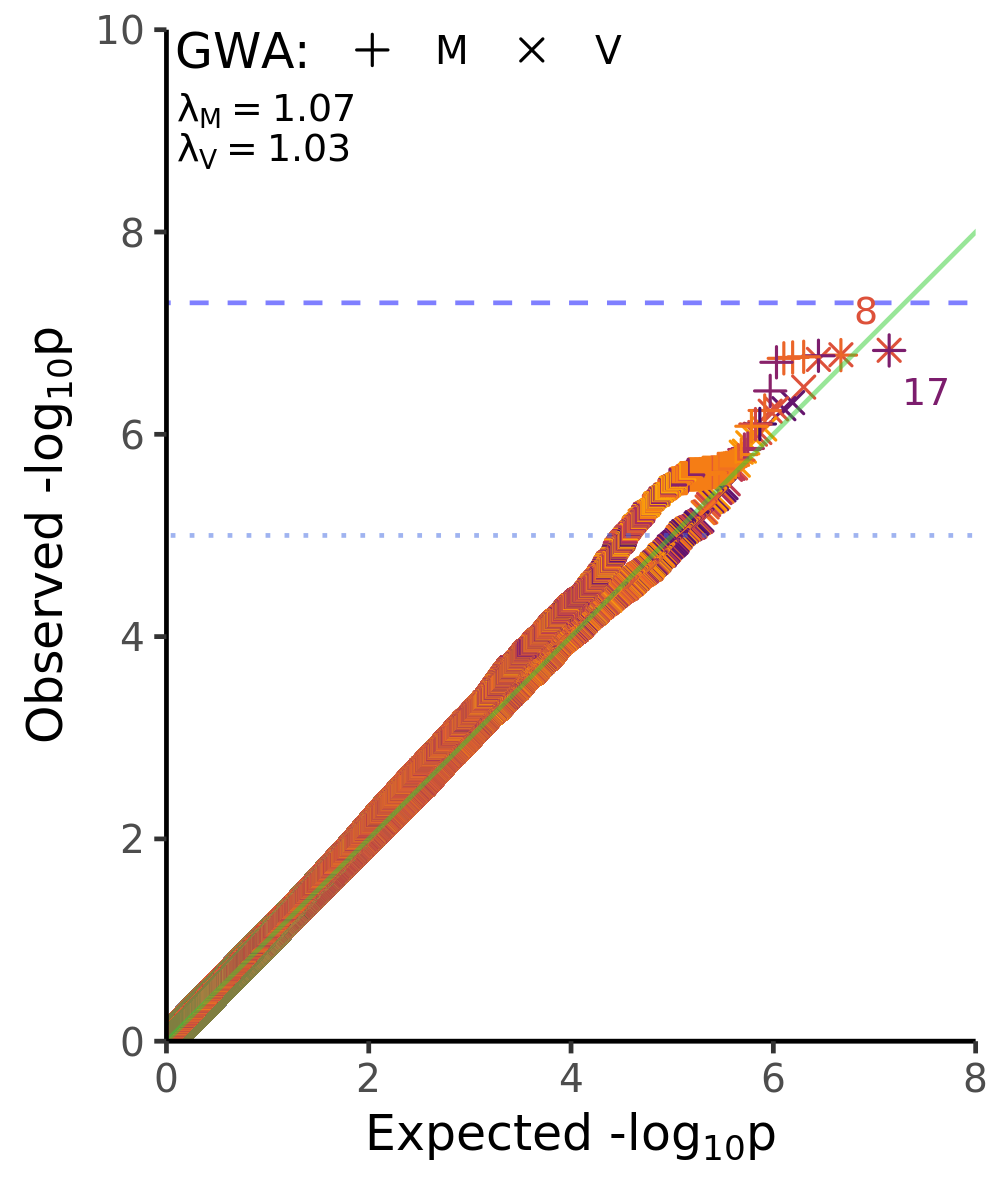 10
GWA: + M × V
λM = 1.07
λV = 1.03
8
8
17
6
4
2
0
0 2 4 6 8
Observed -log10p
Expected -log10p